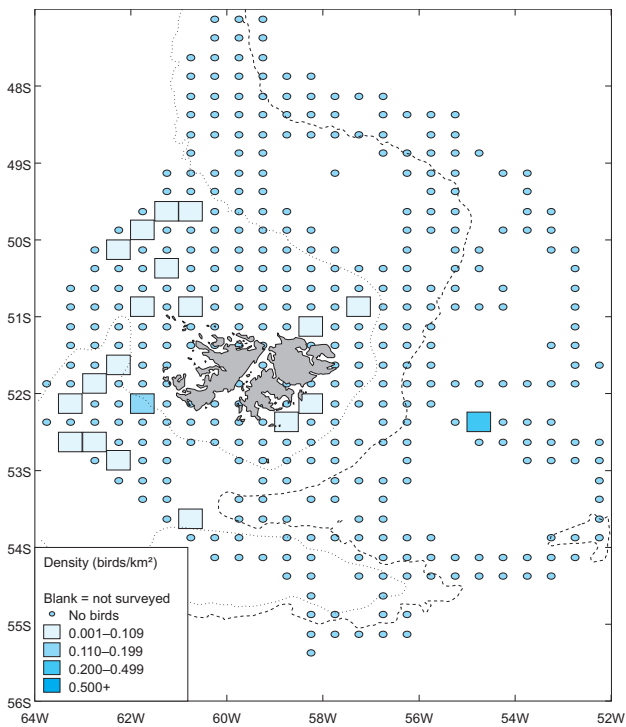 48S
49S
50S
51S
52S
53S
54S
55S
56S
Density (birds/km²)
Blank = not surveyed
No birds
0.001–0.109
0.110–0.199
0.200–0.499
0.500+
64W 62W 60W 58W 56W 54W 52W